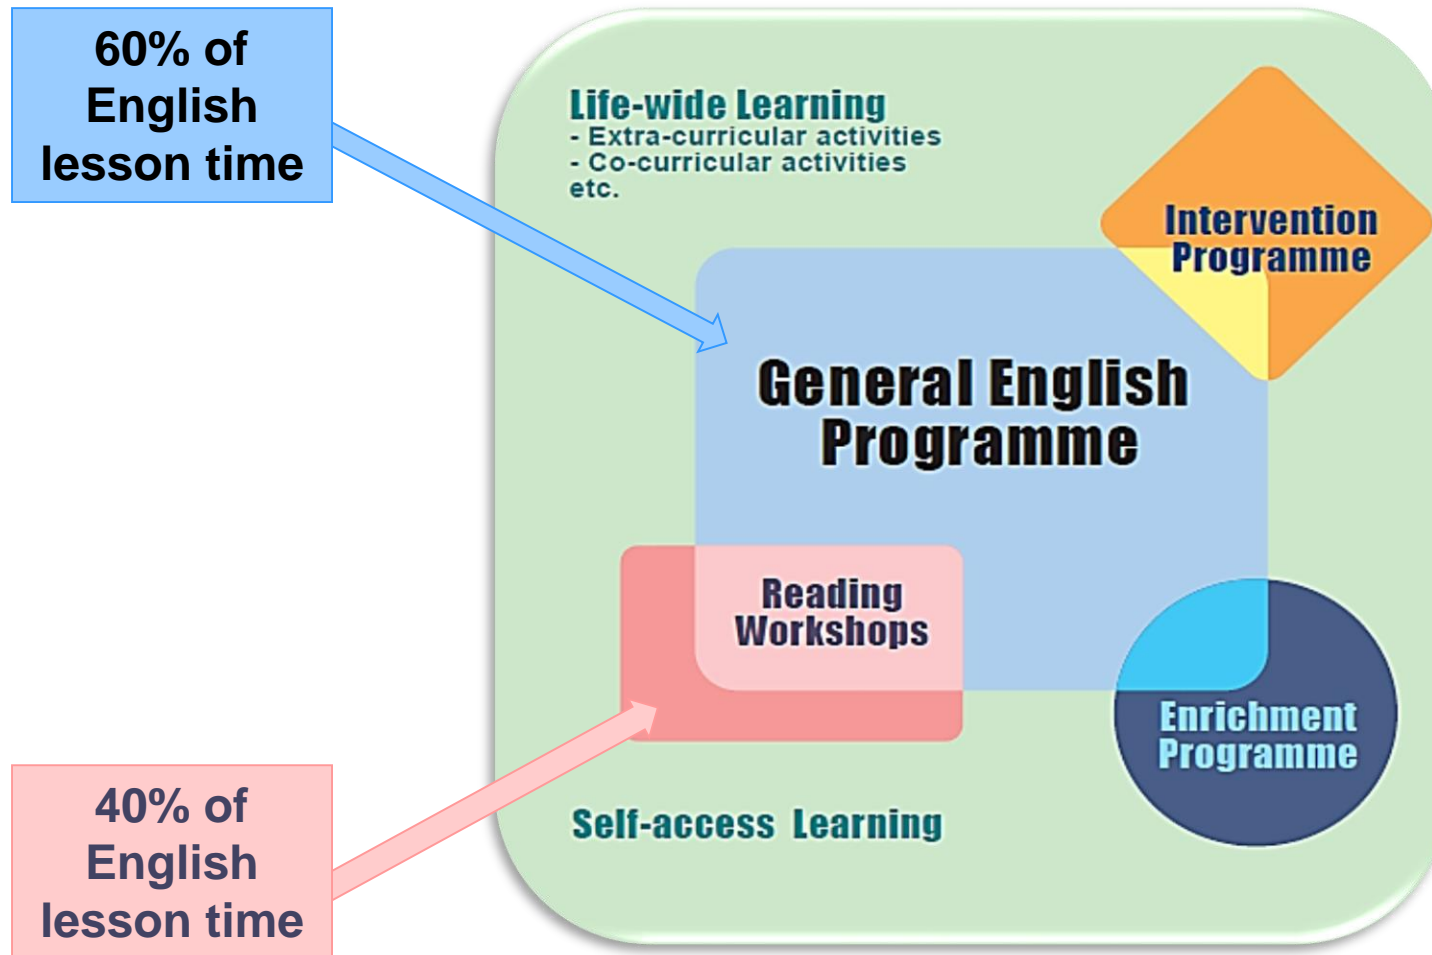 60% of
English
lesson time
Life-wide Learning
- Extra-curricular activities
- Co-curricular activities
etc.
Intervention
Programme
General English
Programme
Reading
Workshops
Enrichment
Programme
Self-access Learning
40% of
English
lesson time